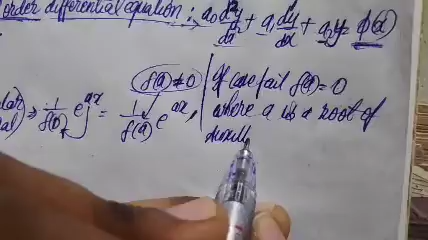 order differential equation: a₀ d²y/dx² + a₁ dy/dx + a₂y = φ(x)
f(a) ≠ 0 | If case fail f(a) = 0
⇒ 1/f(D) e^ax = 1/f(a) e^ax, | where a is a root of